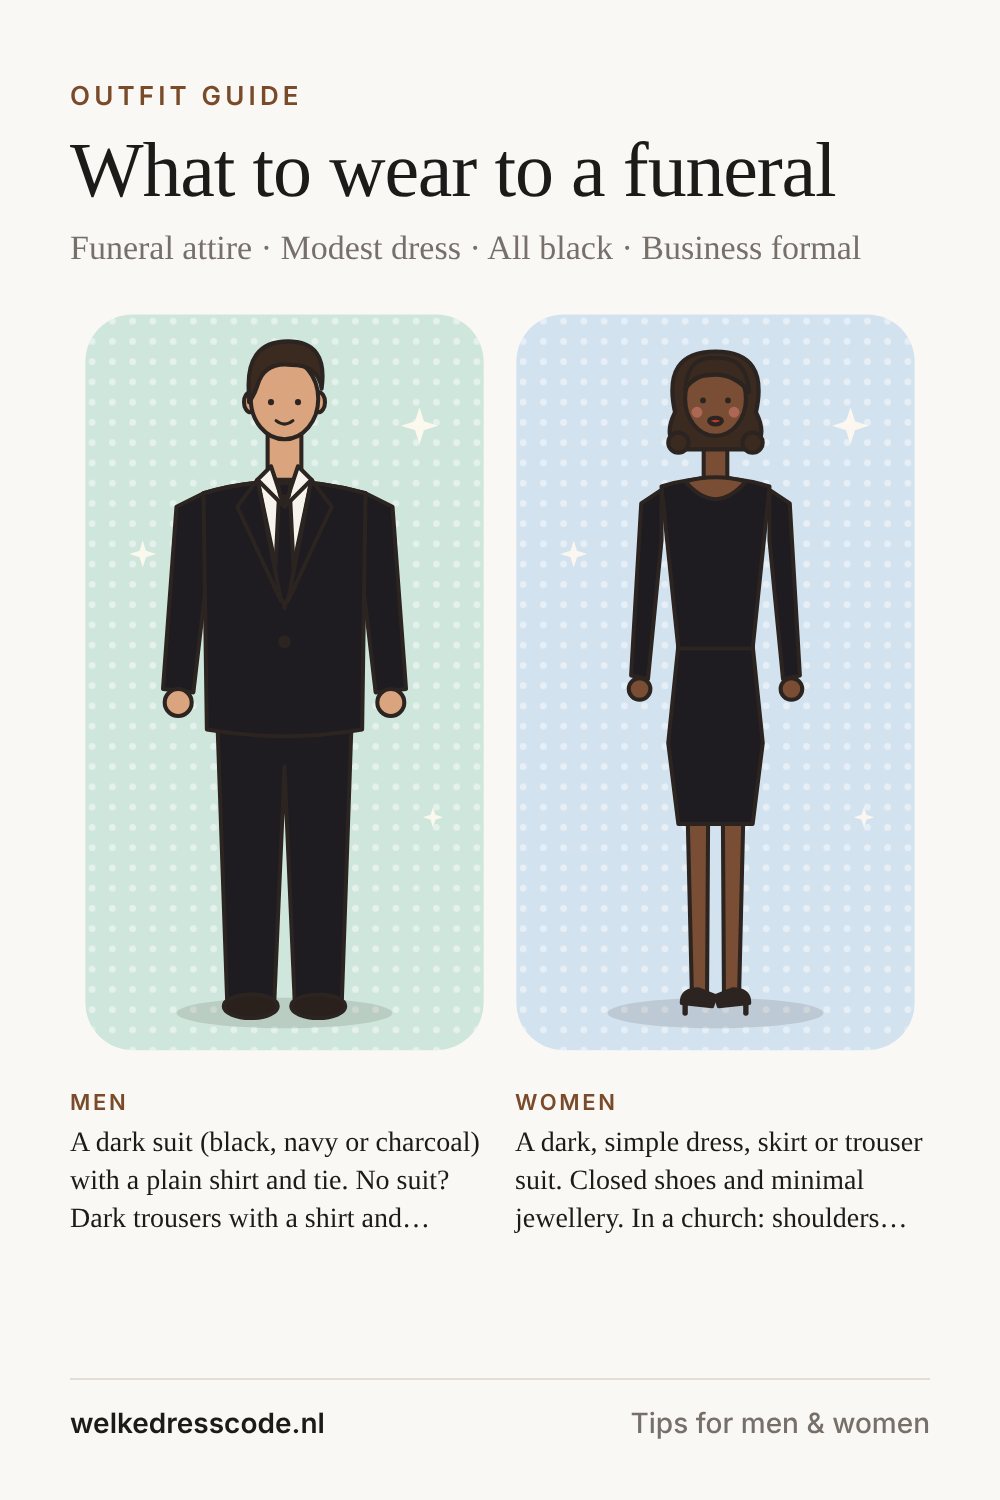 OUTFIT GUIDE
What to wear to a funeral
Funeral attire · Modest dress · All black · Business formal
MEN
A dark suit (black, navy or charcoal)
with a plain shirt and tie. No suit?
Dark trousers with a shirt and…
WOMEN
A dark, simple dress, skirt or trouser
suit. Closed shoes and minimal
jewellery. In a church: shoulders…
welkedresscode.nl
Tips for men & women